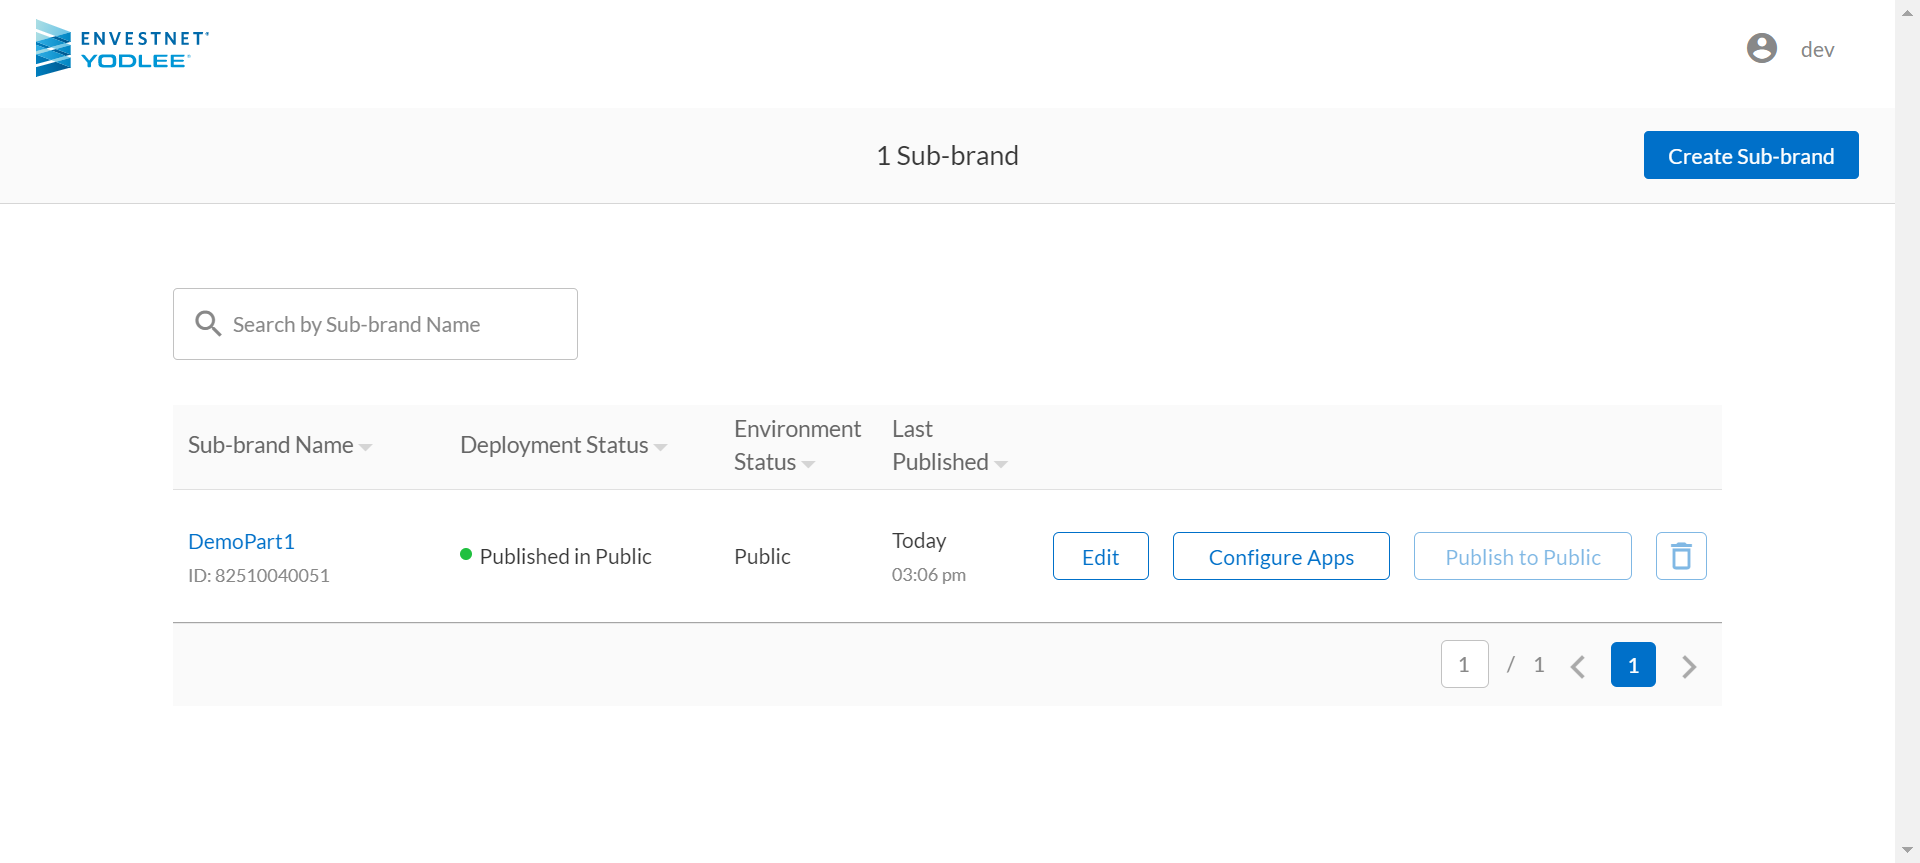 ENVESTNET®
YODLEE®
dev
1 Sub-brand
Create Sub-brand
Search by Sub-brand Name
Sub-brand Name
Deployment Status
Environment
Status
Last
Published
DemoPart1
ID: 82510040051
Published in Public
Public
Today
03:06 pm
Edit
Configure Apps
Publish to Public
1 / 1
1